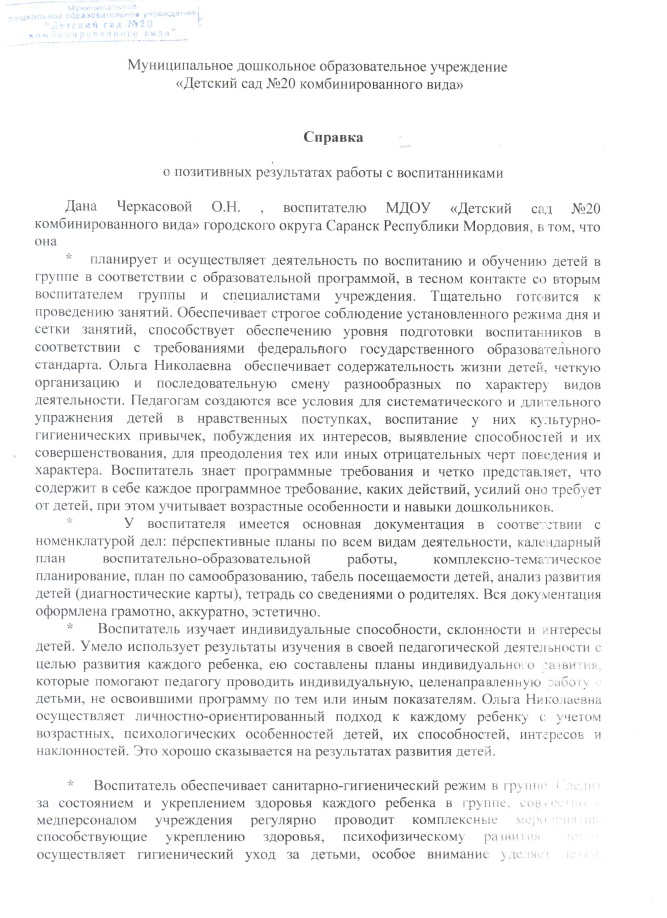 Муниципальное
дошкольное образовательное учреждение
"Детский сад №20
комбинированного вида"
Муниципальное дошкольное образовательное учреждение
«Детский сад №20 комбинированного вида»
Справка
о позитивных результатах работы с воспитанниками
Дана Черкасовой О.Н. , воспитателю МДОУ «Детский сад №20
комбинированного вида» городского округа Саранск Республики Мордовия, в том, что
она
* планирует и осуществляет деятельность по воспитанию и обучению детей в
группе в соответствии с образовательной программой, в тесном контакте со вторым
воспитателем группы и специалистами учреждения. Тщательно готовится к
проведению занятий. Обеспечивает строгое соблюдение установленного режима дня и
сетки занятий, способствует обеспечению уровня подготовки воспитанников в
соответствии с требованиями федерального государственного образовательного
стандарта. Ольга Николаевна обеспечивает содержательность жизни детей, четкую
организацию и последовательную смену разнообразных по характеру видов
деятельности. Педагогам создаются все условия для систематического и длительного
упражнения детей в нравственных поступках, воспитание у них культурно-
гигиенических привычек, побуждения их интересов, выявление способностей и их
совершенствования, для преодоления тех или иных отрицательных черт поведения и
характера. Воспитатель знает программные требования и четко представляет, что
содержит в себе каждое программное требование, каких действий, усилий оно требует
от детей, при этом учитывает возрастные особенности и навыки дошкольников.
* У воспитателя имеется основная документация в соответствии с
номенклатурой дел: перспективные планы по всем видам деятельности, календарный
план воспитательно-образовательной работы, комплексно-тематическое
планирование, план по самообразованию, табель посещаемости детей, анализ развития
детей (диагностические карты), тетрадь со сведениями о родителях. Вся документация
оформлена грамотно, аккуратно, эстетично.
* Воспитатель изучает индивидуальные способности, склонности и интересы
детей. Умело использует результаты изучения в своей педагогической деятельности с
целью развития каждого ребенка, ею составлены планы индивидуального развития,
которые помогают педагогу проводить индивидуальную, целенаправленную работу с
детьми, не освоившими программу по тем или иным показателям. Ольга Николаевна
осуществляет личностно-ориентированный подход к каждому ребенку с учетом
возрастных, психологических особенностей детей, их способностей, интересов и
наклонностей. Это хорошо сказывается на результатах развития детей.
* Воспитатель обеспечивает санитарно-гигиенический режим в группе. Следит
за состоянием и укреплением здоровья каждого ребенка в группе, совместно с
медперсоналом учреждения регулярно проводит комплексные мероприятия,
способствующие укреплению здоровья, психофизическому развитию детей,
осуществляет гигиенический уход за детьми, особое внимание уделяет детям,